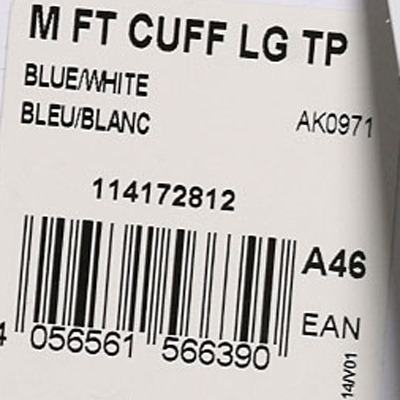 M FT CUFF LG TP
BLUE/WHITE
BLEU/BLANC
AK0971
114172812
A46
EAN
4 056561 566390
14/V01